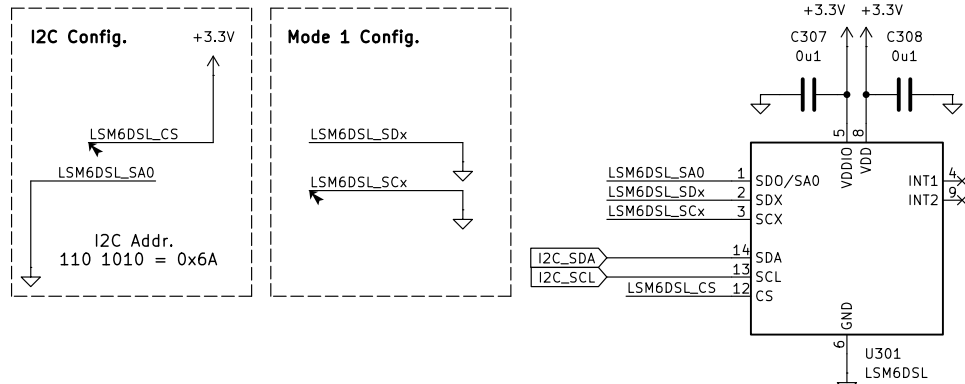 I2C Config.
+3.3V
LSM6DSL_CS
LSM6DSL_SA0
I2C Addr.
110 1010 = 0x6A
Mode 1 Config.
LSM6DSL_SDx
LSM6DSL_SCx
+3.3V +3.3V
C307 C308
0u1 0u1
5 8
VDDIO VDD
LSM6DSL_SA0 1 SDO/SA0 INT1 4
LSM6DSL_SDx 2 SDX INT2 9
LSM6DSL_SCx 3 SCX
I2C_SDA 14 SDA
I2C_SCL 13 SCL
LSM6DSL_CS 12 CS
GND
6
U301
LSM6DSL